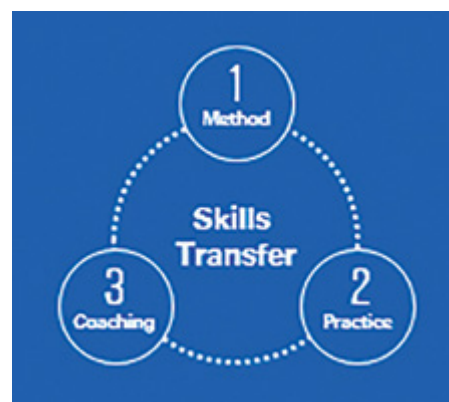 1
Method
Skills
Transfer
3
Coaching
2
Practice